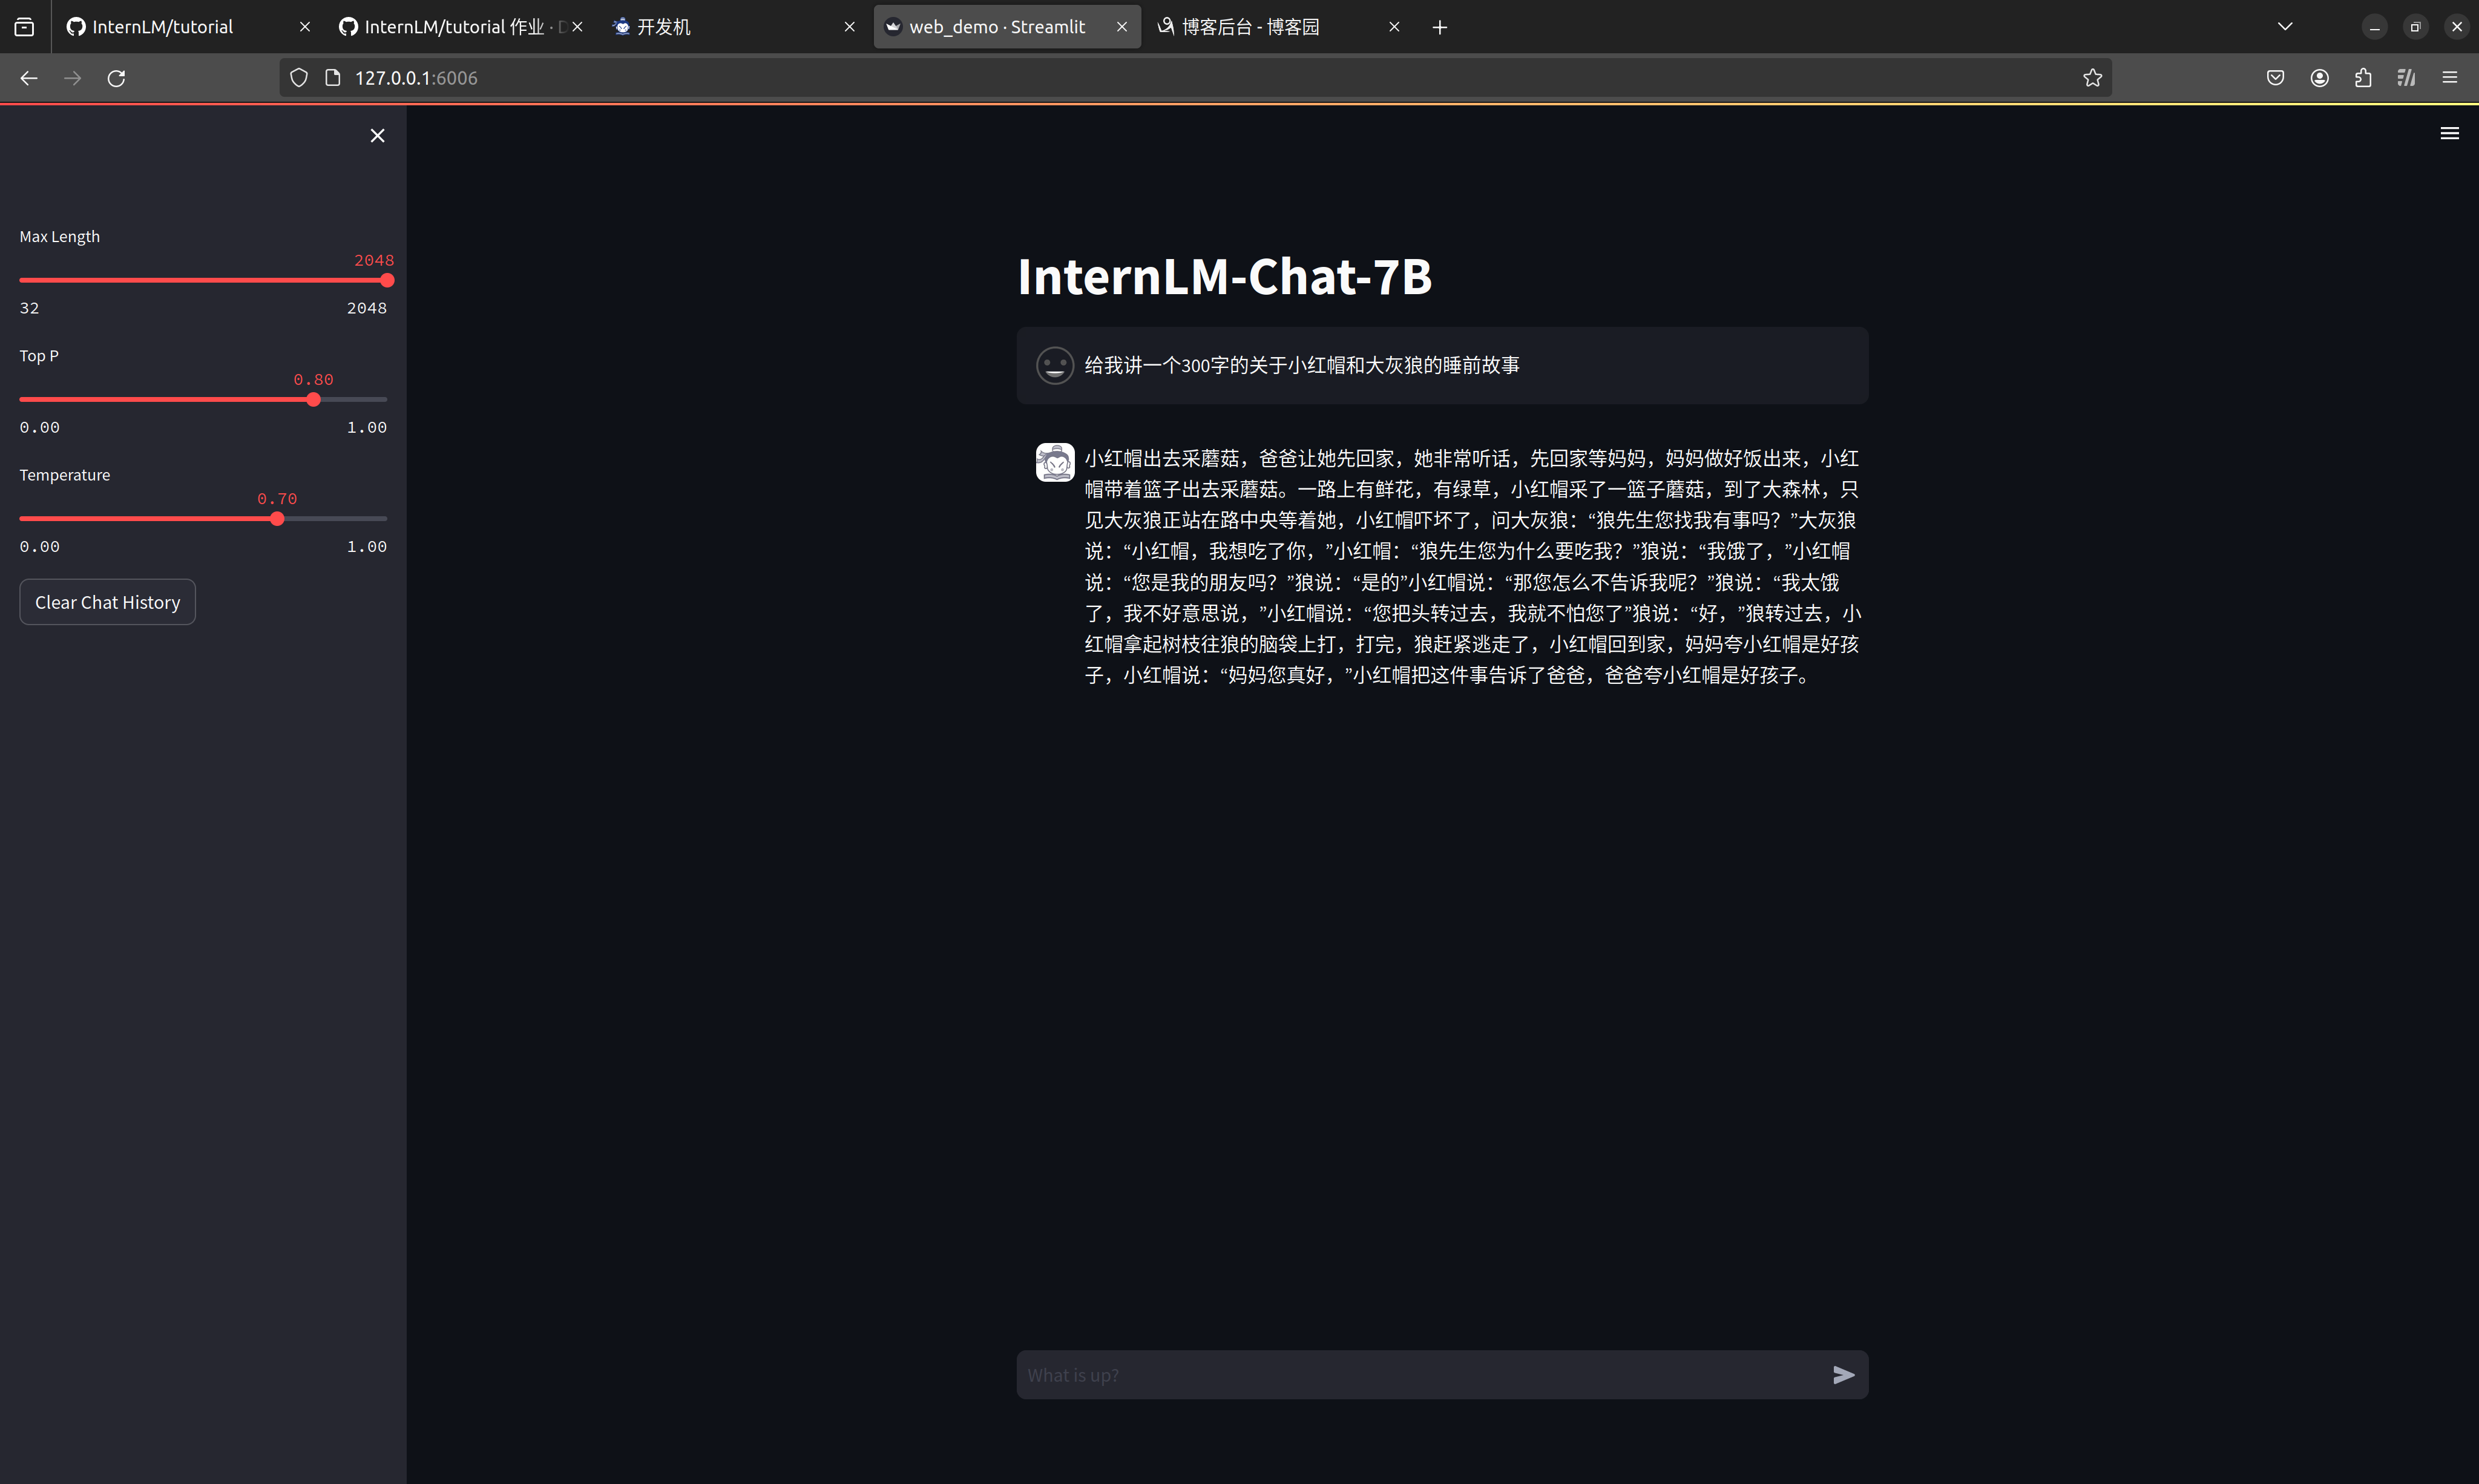 InternLM/tutorial
InternLM/tutorial 作业 · D
开发机
web_demo · Streamlit
博客后台 - 博客园
127.0.0.1:6006
Max Length
2048
32 2048
Top P
0.80
0.00 1.00
Temperature
0.70
0.00 1.00
Clear Chat History
InternLM-Chat-7B
给我讲一个300字的关于小红帽和大灰狼的睡前故事
小红帽出去采蘑菇，爸爸让她先回家，她非常听话，先回家等妈妈，妈妈做好饭出来，小红
帽带着篮子出去采蘑菇。一路上有鲜花，有绿草，小红帽采了一篮子蘑菇，到了大森林，只
见大灰狼正站在路中央等着她，小红帽吓坏了，问大灰狼：“狼先生您找我有事吗？”大灰狼
说：“小红帽，我想吃了你，”小红帽：“狼先生您为什么要吃我？”狼说：“我饿了，”小红帽
说：“您是我的朋友吗？”狼说：“是的”小红帽说：“那您怎么不告诉我呢？”狼说：“我太饿
了，我不好意思说，”小红帽说：“您把头转过去，我就不怕您了”狼说：“好，”狼转过去，小
红帽拿起树枝往狼的脑袋上打，打完，狼赶紧逃走了，小红帽回到家，妈妈夸小红帽是好孩
子，小红帽说：“妈妈您真好，”小红帽把这件事告诉了爸爸，爸爸夸小红帽是好孩子。
What is up?